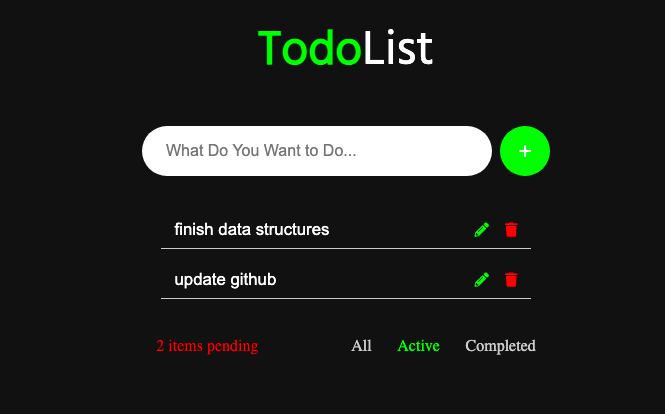 TodoList
What Do You Want to Do...
+
finish data structures
update github
2 items pending All Active Completed